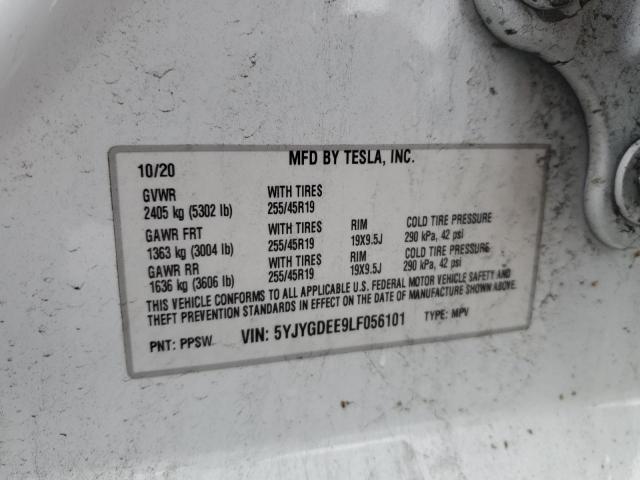 MFD BY TESLA, INC.
10/20
GVWR WITH TIRES
2405 kg (5302 lb) 255/45R19
GAWR FRT WITH TIRES RIM COLD TIRE PRESSURE
1363 kg (3004 lb) 255/45R19 19X9.5J 290 kPa, 42 psi
GAWR RR WITH TIRES RIM COLD TIRE PRESSURE
1636 kg (3606 lb) 255/45R19 19X9.5J 290 kPa, 42 psi
THIS VEHICLE CONFORMS TO ALL APPLICABLE U.S. FEDERAL MOTOR VEHICLE SAFETY AND
THEFT PREVENTION STANDARDS IN EFFECT ON THE DATE OF MANUFACTURE SHOWN ABOVE.
PNT: PPSW VIN: 5YJYGDEE9LF056101 TYPE: MPV